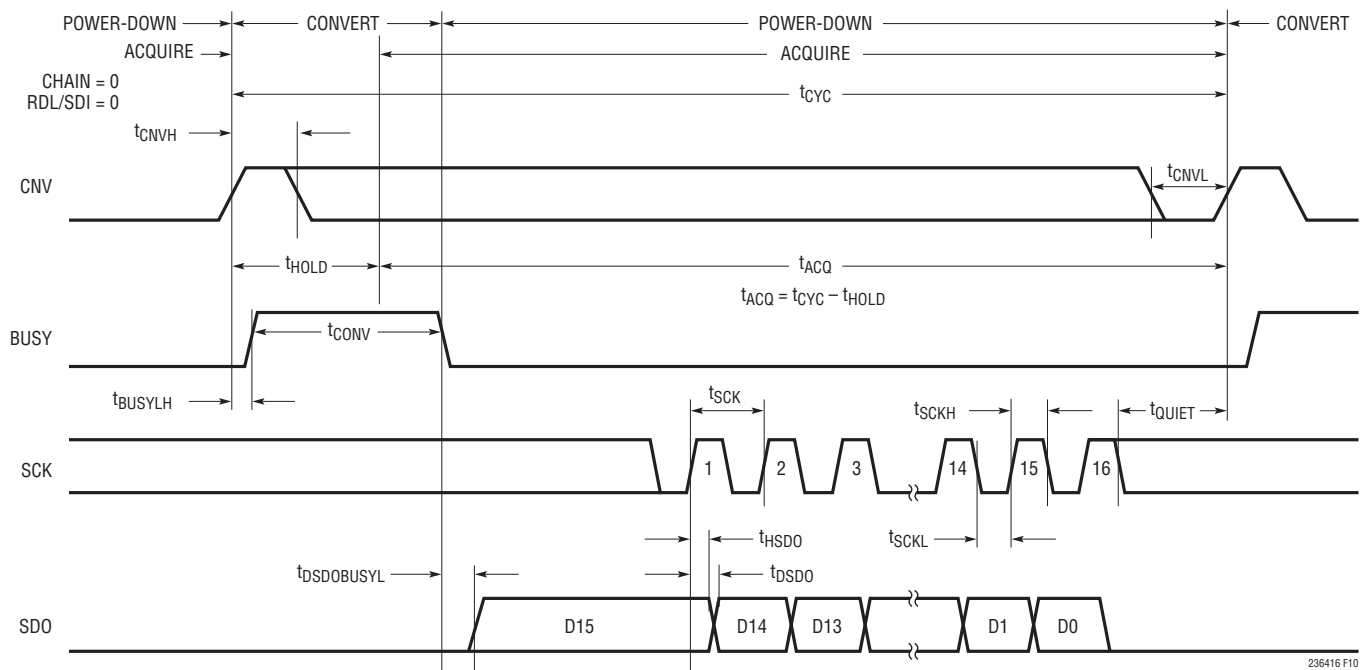 POWER-DOWN CONVERT POWER-DOWN CONVERT
ACQUIRE ACQUIRE
CHAIN = 0
RDL/SDI = 0
tCYC
tCNVH
CNV
tCNVL
tHOLD tACQ
tACQ = tCYC – tHOLD
BUSY
tCONV
tBUSYLH
tSCK tSCKH tQUIET
SCK
1 2 3 14 15 16
tHSDO tSCKL
tDSDOBUSYL tDSDO
SDO
D15 D14 D13 D1 D0
236416 F10